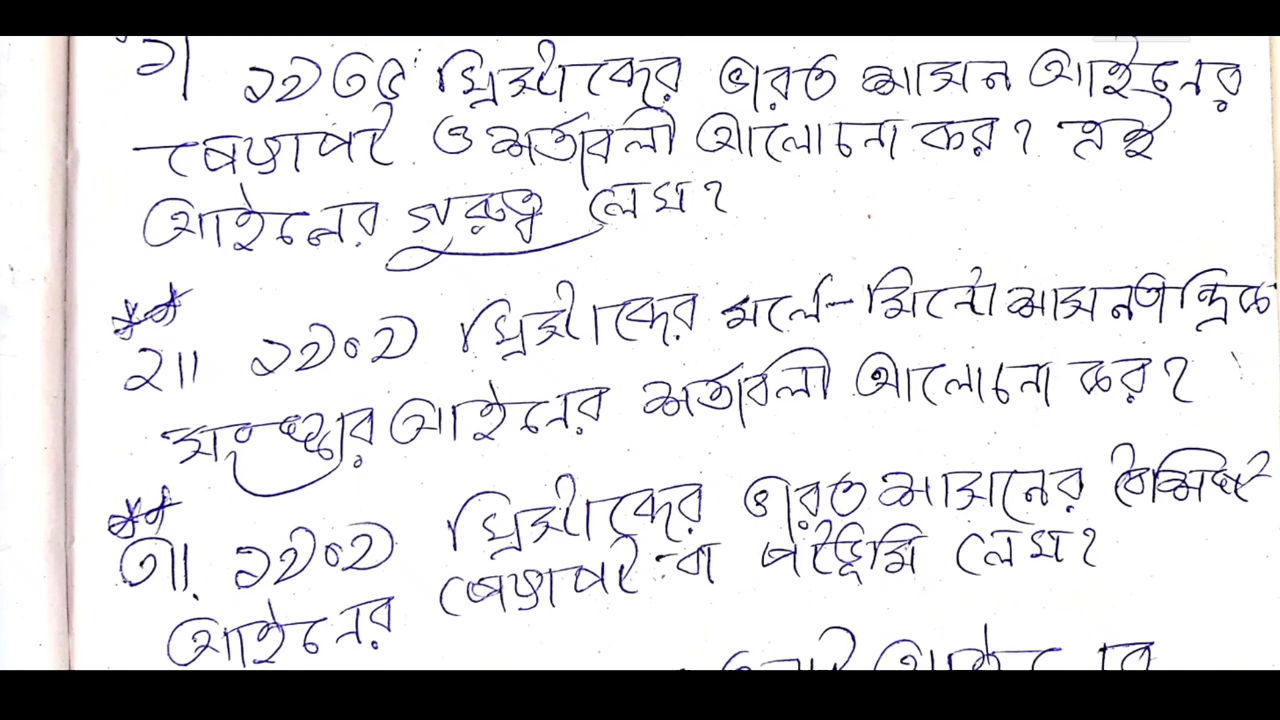 ১| ১৯৩৫ খ্রিস্টাব্দের ভারত শাসন আইনের
প্রেক্ষাপট ও শর্তাবলী আলোচনা কর? এই
আইনের গুরুত্ব লেখ?
২|| ১৯০৯ খ্রিস্টাব্দের মর্লে-মিন্টো শাসনতান্ত্রিক
সংস্কার আইনের শর্তাবলী আলোচনা কর?
৩||. ১৯০৯ খ্রিস্টাব্দের ভারত শাসনের বৈশিষ্ট্য
আইনের প্রেক্ষাপট বা পটভূমি লেখ?